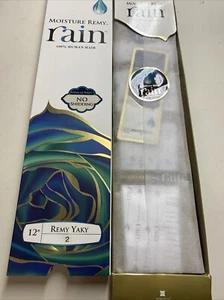 MOISTURE REMY,
rain
100% HUMAN HAIR
NO
SHEDDING
12"
REMY YAKY
2
rain